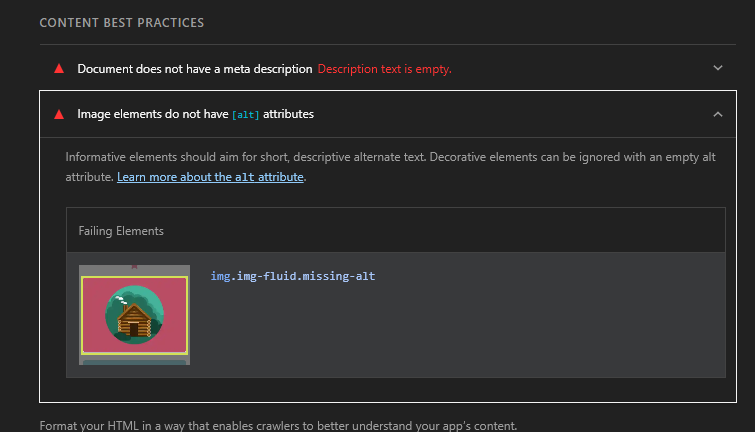 CONTENT BEST PRACTICES
Document does not have a meta description Description text is empty.
Image elements do not have [alt] attributes
Informative elements should aim for short, descriptive alternate text. Decorative elements can be ignored with an empty alt
attribute. Learn more about the alt attribute.
Failing Elements
img.img-fluid.missing-alt
Format your HTML in a way that enables crawlers to better understand your app's content.